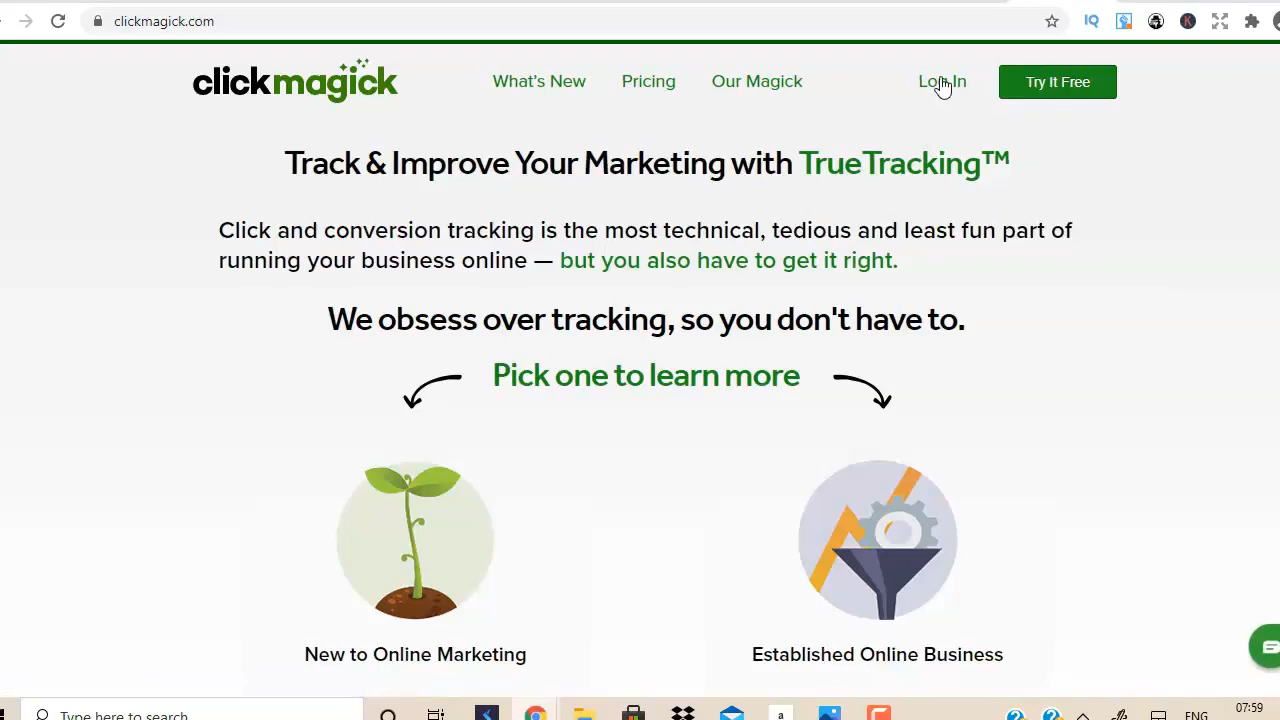 clickmagick.com
IQ
K
clickmagick
What's New
Pricing
Our Magick
Log In
Try It Free
Track & Improve Your Marketing with TrueTracking™
Click and conversion tracking is the most technical, tedious and least fun part of
running your business online — but you also have to get it right.
We obsess over tracking, so you don't have to.
Pick one to learn more
New to Online Marketing
Established Online Business
Type here to search
a
ENG
07:59